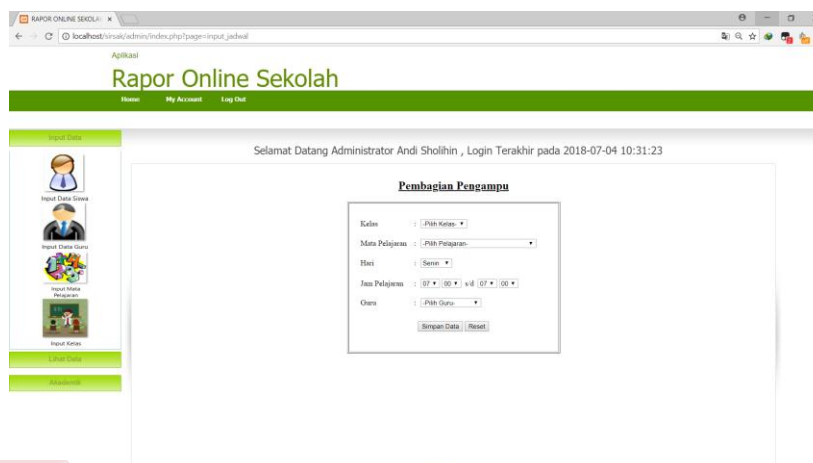 RAPOR ONLINE SEKOLA
localhost/sirsak/admin/index.php?page=input_jadwal
Aplikasi
Rapor Online Sekolah
Home My Account Log Out
Input Data
Selamat Datang Administrator Andi Sholihin , Login Terakhir pada 2018-07-04 10:31:23
Input Data Siswa
Input Data Guru
Input Mata
Pelajaran
Input Kelas
Lihat Data
Akademik
Pembagian Pengampu
Kelas : -Pilih Kelas-
Mata Pelajaran : -Pilih Pelajaran-
Hari : Senin
Jam Pelajaran : 07 00 s/d 07 00
Guru : -Pilih Guru-
Simpan Data Reset